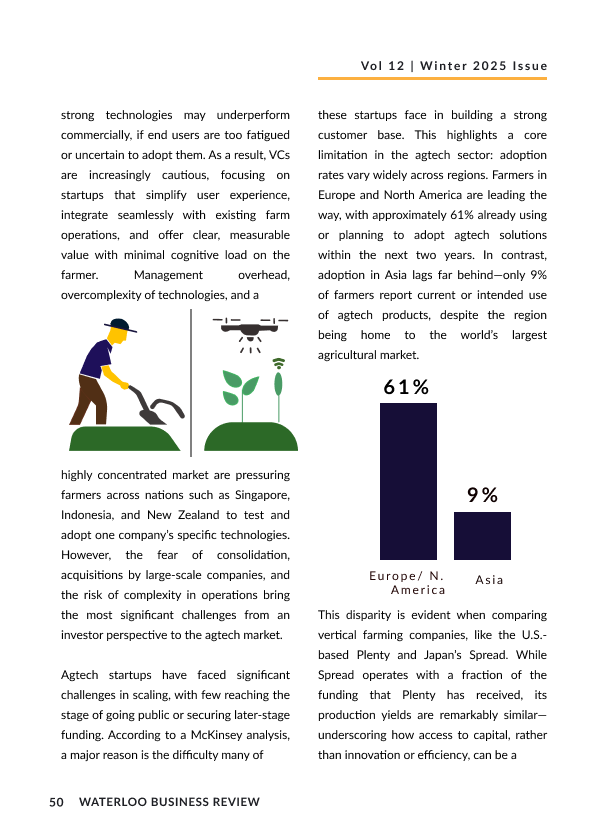 Vol 12 | Winter 2025 Issue
strong technologies may underperform
commercially, if end users are too fatigued
or uncertain to adopt them. As a result, VCs
are increasingly cautious, focusing on
startups that simplify user experience,
integrate seamlessly with existing farm
operations, and offer clear, measurable
value with minimal cognitive load on the
farmer. Management overhead,
overcomplexity of technologies, and a
highly concentrated market are pressuring
farmers across nations such as Singapore,
Indonesia, and New Zealand to test and
adopt one company's specific technologies.
However, the fear of consolidation,
acquisitions by large-scale companies, and
the risk of complexity in operations bring
the most significant challenges from an
investor perspective to the agtech market.
Agtech startups have faced significant
challenges in scaling, with few reaching the
stage of going public or securing later-stage
funding. According to a McKinsey analysis,
a major reason is the difficulty many of
these startups face in building a strong
customer base. This highlights a core
limitation in the agtech sector: adoption
rates vary widely across regions. Farmers in
Europe and North America are leading the
way, with approximately 61% already using
or planning to adopt agtech solutions
within the next two years. In contrast,
adoption in Asia lags far behind—only 9%
of farmers report current or intended use
of agtech products, despite the region
being home to the world's largest
agricultural market.
61%
9%
Europe/ N.
America
Asia
This disparity is evident when comparing
vertical farming companies, like the U.S.-
based Plenty and Japan's Spread. While
Spread operates with a fraction of the
funding that Plenty has received, its
production yields are remarkably similar—
underscoring how access to capital, rather
than innovation or efficiency, can be a
50 WATERLOO BUSINESS REVIEW